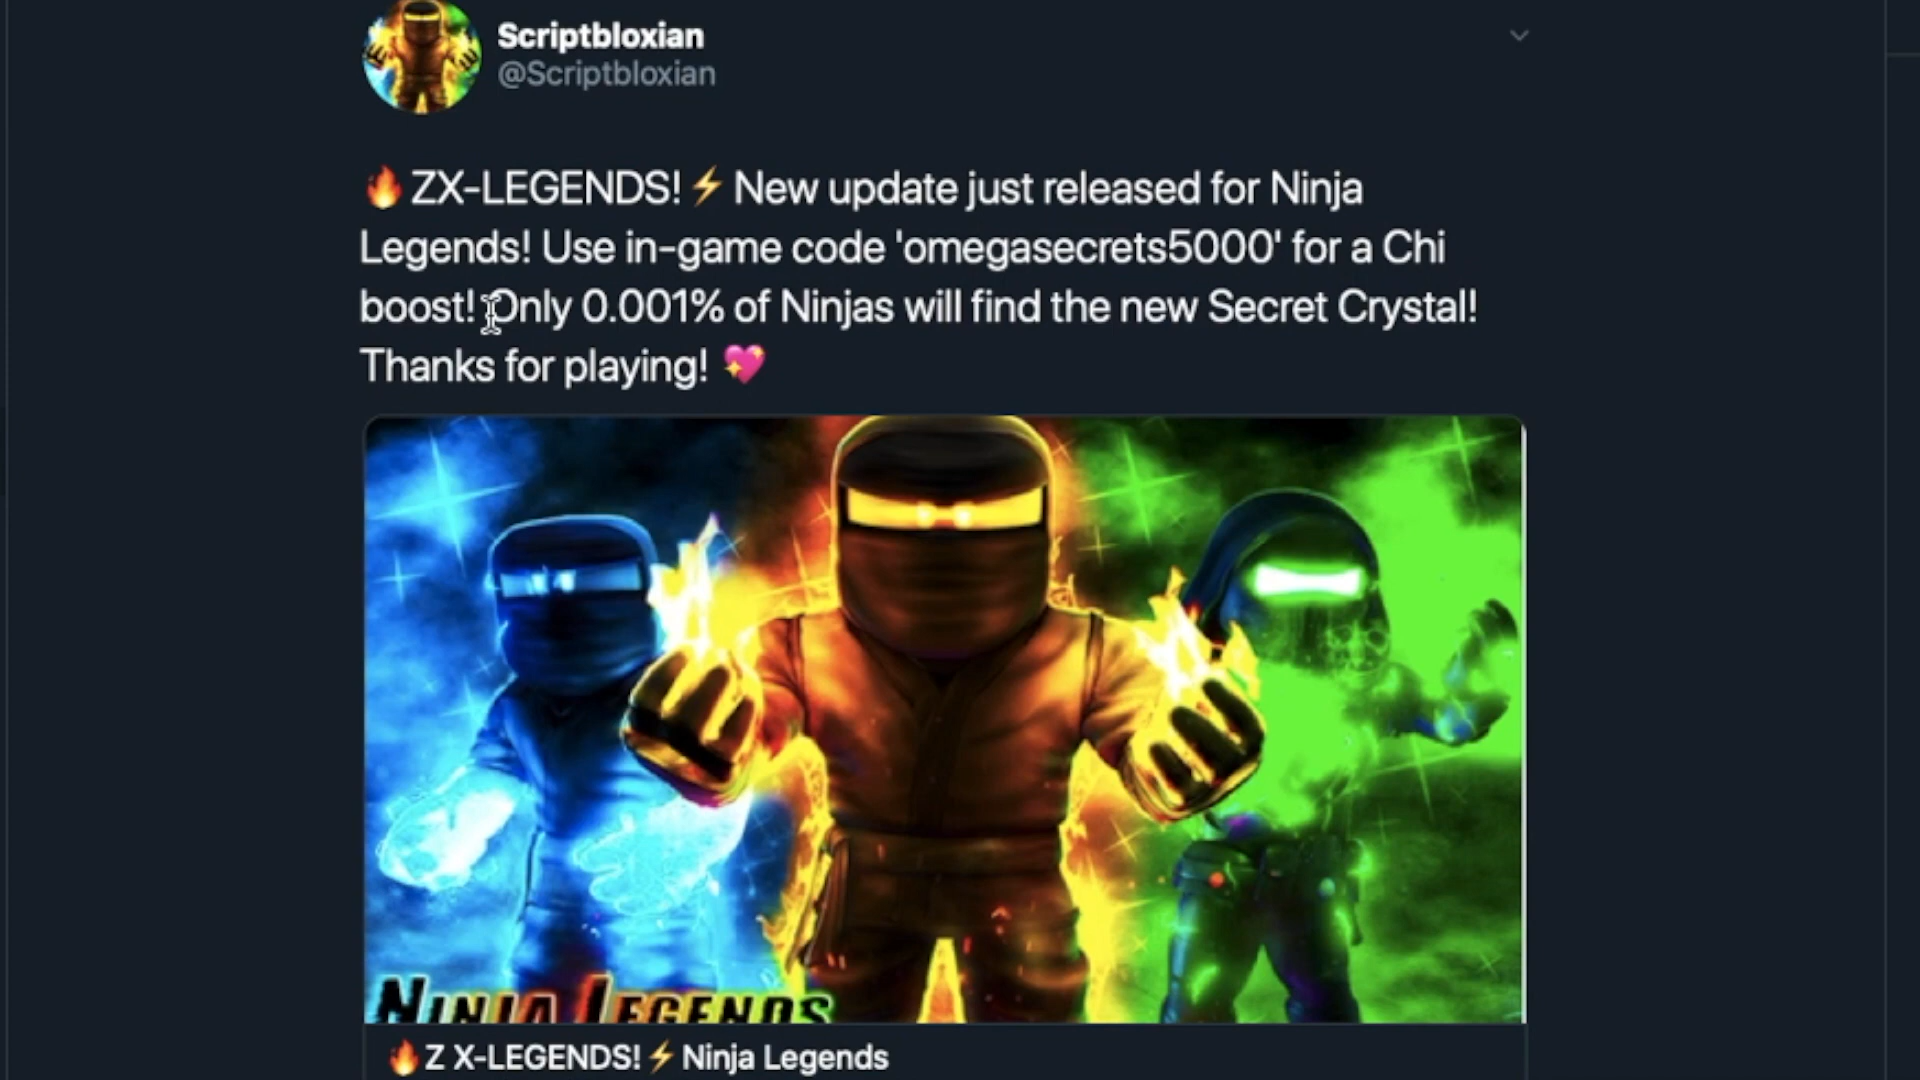 Scriptbloxian
@Scriptbloxian
🔥ZX-LEGENDS!⚡New update just released for Ninja
Legends! Use in-game code 'omegasecrets5000' for a Chi
boost! Only 0.001% of Ninjas will find the new Secret Crystal!
Thanks for playing! 💖
NINJA LEGENDS
🔥Z X-LEGENDS!⚡Ninja Legends